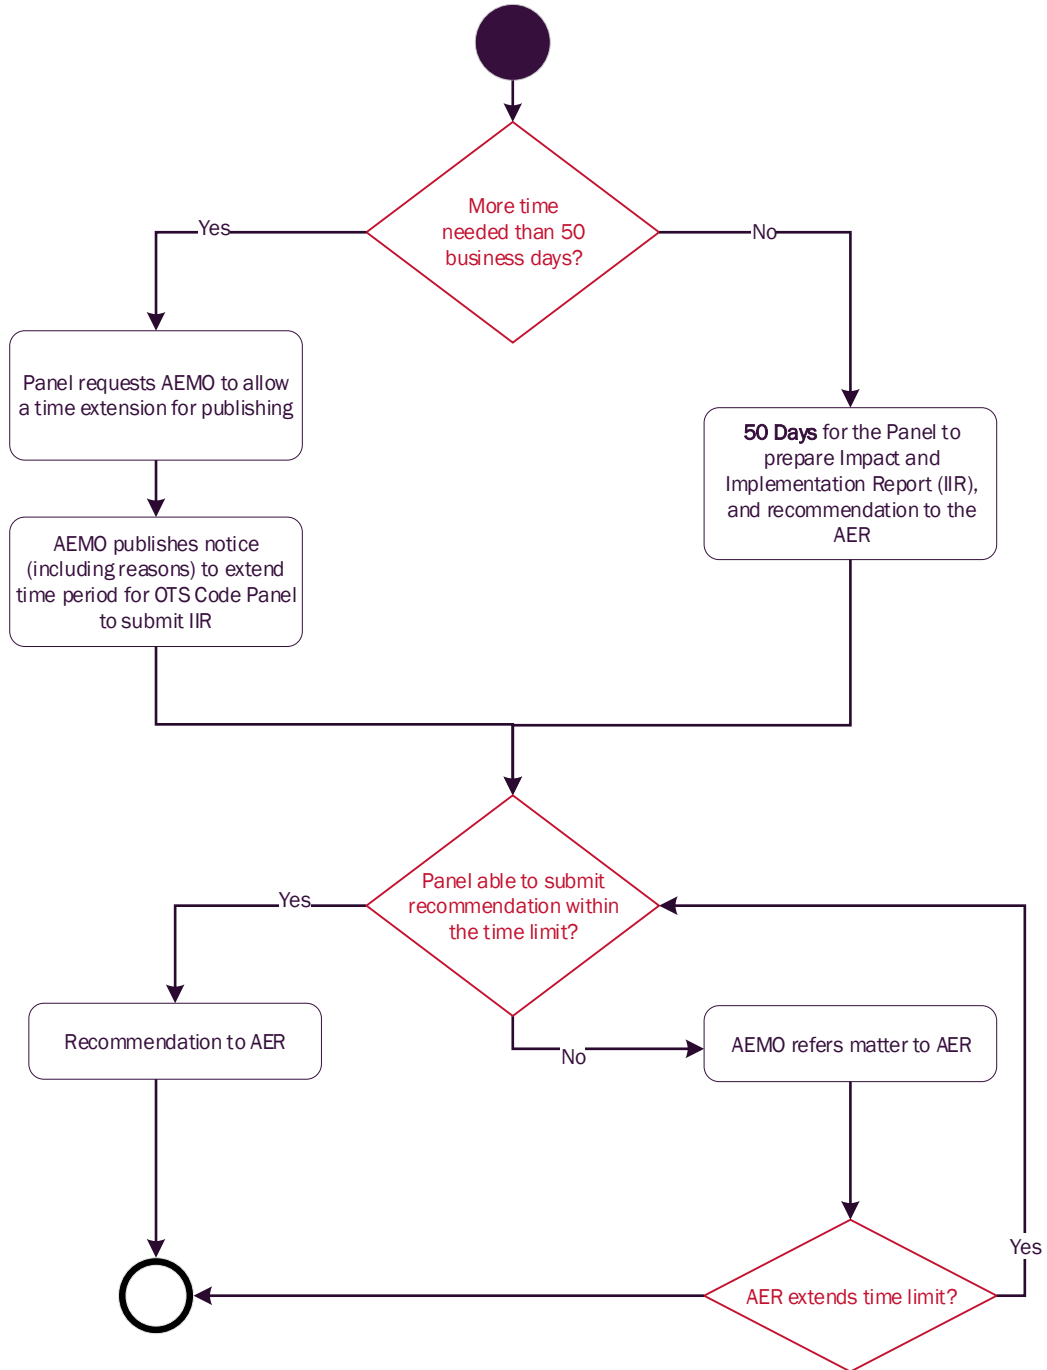 More time
needed than 50
business days?
Yes
No
Panel requests AEMO to allow
a time extension for publishing
50 Days for the Panel to
prepare Impact and
Implementation Report (IIR),
and recommendation to the
AER
AEMO publishes notice
(including reasons) to extend
time period for OTS Code Panel
to submit IIR
Panel able to submit
recommendation within
the time limit?
Yes
No
Recommendation to AER
AEMO refers matter to AER
Yes
AER extends time limit?